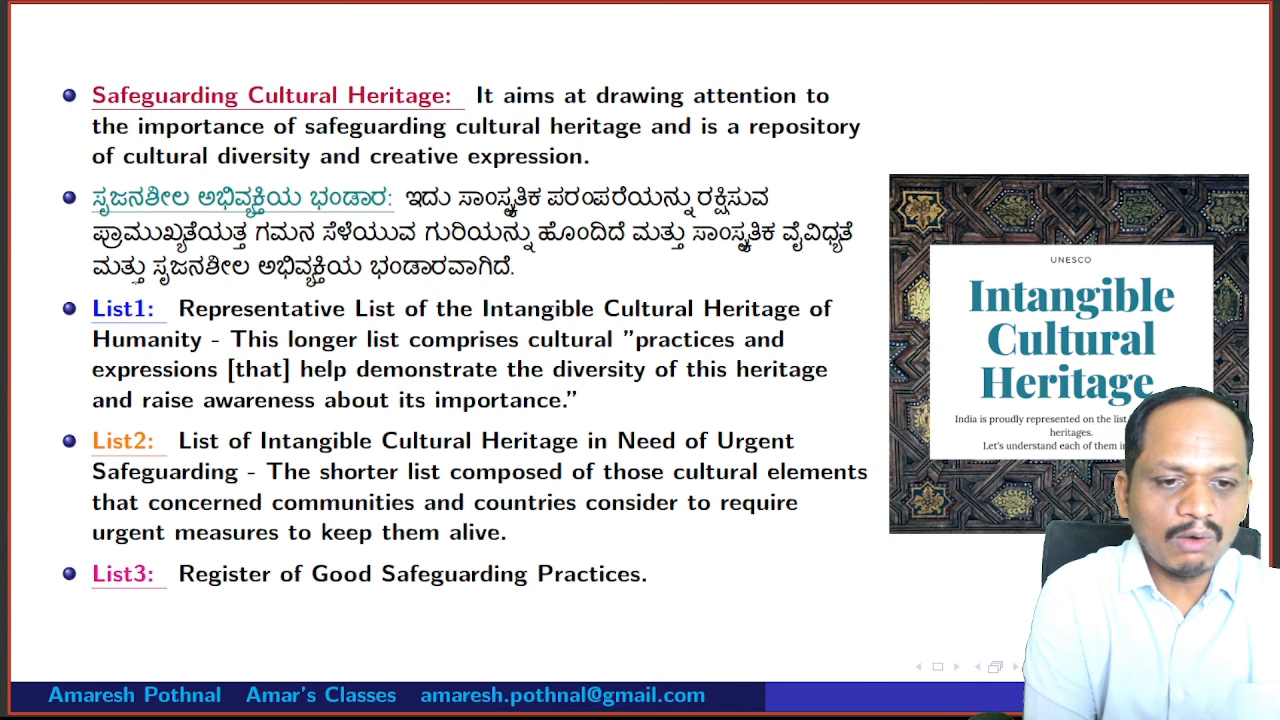 Safeguarding Cultural Heritage: It aims at drawing attention to
the importance of safeguarding cultural heritage and is a repository
of cultural diversity and creative expression.
ಸೃಜನಶೀಲ ಅಭಿವ್ಯಕ್ತಿಯ ಭಂಡಾರ: ಇದು ಸಾಂಸ್ಕೃತಿಕ ಪರಂಪರೆಯನ್ನು ರಕ್ಷಿಸುವ
ಪ್ರಾಮುಖ್ಯತೆಯತ್ತ ಗಮನ ಸೆಳೆಯುವ ಗುರಿಯನ್ನು ಹೊಂದಿದೆ ಮತ್ತು ಸಾಂಸ್ಕೃತಿಕ ವೈವಿಧ್ಯತೆ
ಮತ್ತು ಸೃಜನಶೀಲ ಅಭಿವ್ಯಕ್ತಿಯ ಭಂಡಾರವಾಗಿದೆ.
List1: Representative List of the Intangible Cultural Heritage of
Humanity - This longer list comprises cultural ”practices and
expressions [that] help demonstrate the diversity of this heritage
and raise awareness about its importance.”
List2: List of Intangible Cultural Heritage in Need of Urgent
Safeguarding - The shorter list composed of those cultural elements
that concerned communities and countries consider to require
urgent measures to keep them alive.
List3: Register of Good Safeguarding Practices.
UNESCO
Intangible
Cultural
Heritage
India is proudly represented on the list
heritages.
Let's understand each of them
Amaresh Pothnal Amar's Classes amaresh.pothnal@gmail.com